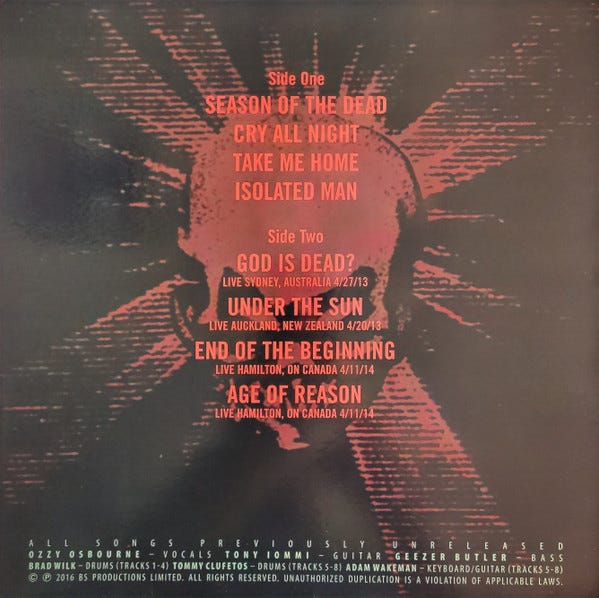 Side One
SEASON OF THE DEAD
CRY ALL NIGHT
TAKE ME HOME
ISOLATED MAN
Side Two
GOD IS DEAD?
LIVE SYDNEY, AUSTRALIA 4/27/13
UNDER THE SUN
LIVE AUCKLAND, NEW ZEALAND 4/20/13
END OF THE BEGINNING
LIVE HAMILTON, ON CANADA 4/11/14
AGE OF REASON
LIVE HAMILTON, ON CANADA 4/11/14
ALL SONGS PREVIOUSLY UNRELEASED
OZZY OSBOURNE – VOCALS TONY IOMMI – GUITAR GEEZER BUTLER – BASS
BRAD WILK – DRUMS (TRACKS 1-4) TOMMY CLUFETOS – DRUMS (TRACKS 5-8) ADAM WAKEMAN – KEYBOARD/GUITAR (TRACKS 5-8)
© ℗ 2016 BS PRODUCTIONS LIMITED. ALL RIGHTS RESERVED. UNAUTHORIZED DUPLICATION IS A VIOLATION OF APPLICABLE LAWS.